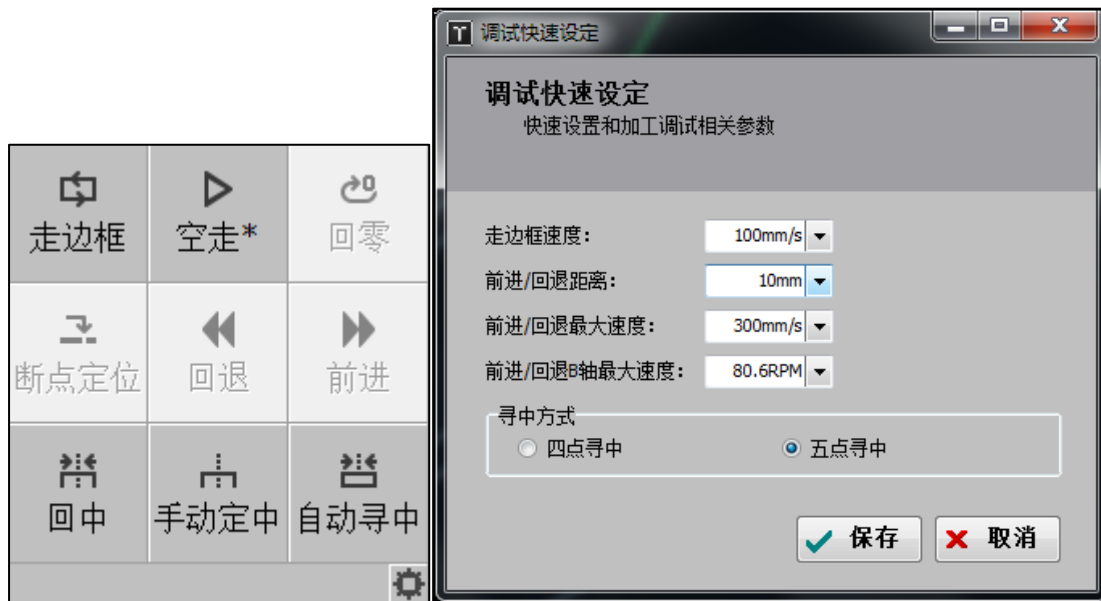 走边框
空走*
回零
断点定位
回退
前进
回中
手动定中
自动寻中
调试快速设定
调试快速设定
快速设置和加工调试相关参数
走边框速度: 100mm/s
前进/回退距离: 10mm
前进/回退最大速度: 300mm/s
前进/回退B轴最大速度: 80.6RPM
寻中方式
四点寻中 五点寻中
保存 取消